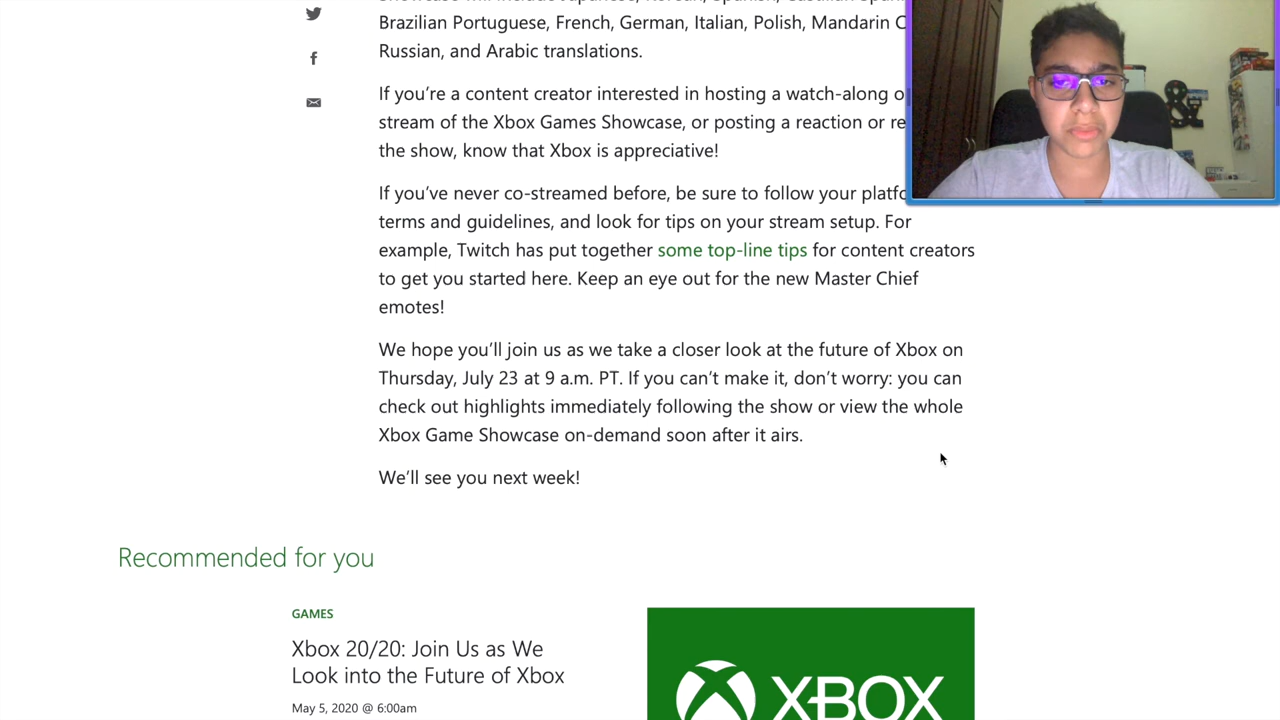 Brazilian Portuguese, French, German, Italian, Polish, Mandarin C
Russian, and Arabic translations.
If you’re a content creator interested in hosting a watch-along o
stream of the Xbox Games Showcase, or posting a reaction or re
the show, know that Xbox is appreciative!
If you’ve never co-streamed before, be sure to follow your platfo
terms and guidelines, and look for tips on your stream setup. For
example, Twitch has put together some top-line tips for content creators
to get you started here. Keep an eye out for the new Master Chief
emotes!
We hope you’ll join us as we take a closer look at the future of Xbox on
Thursday, July 23 at 9 a.m. PT. If you can’t make it, don’t worry: you can
check out highlights immediately following the show or view the whole
Xbox Game Showcase on-demand soon after it airs.
We’ll see you next week!
Recommended for you
GAMES
Xbox 20/20: Join Us as We
Look into the Future of Xbox
May 5, 2020 @ 6:00am
XBOX